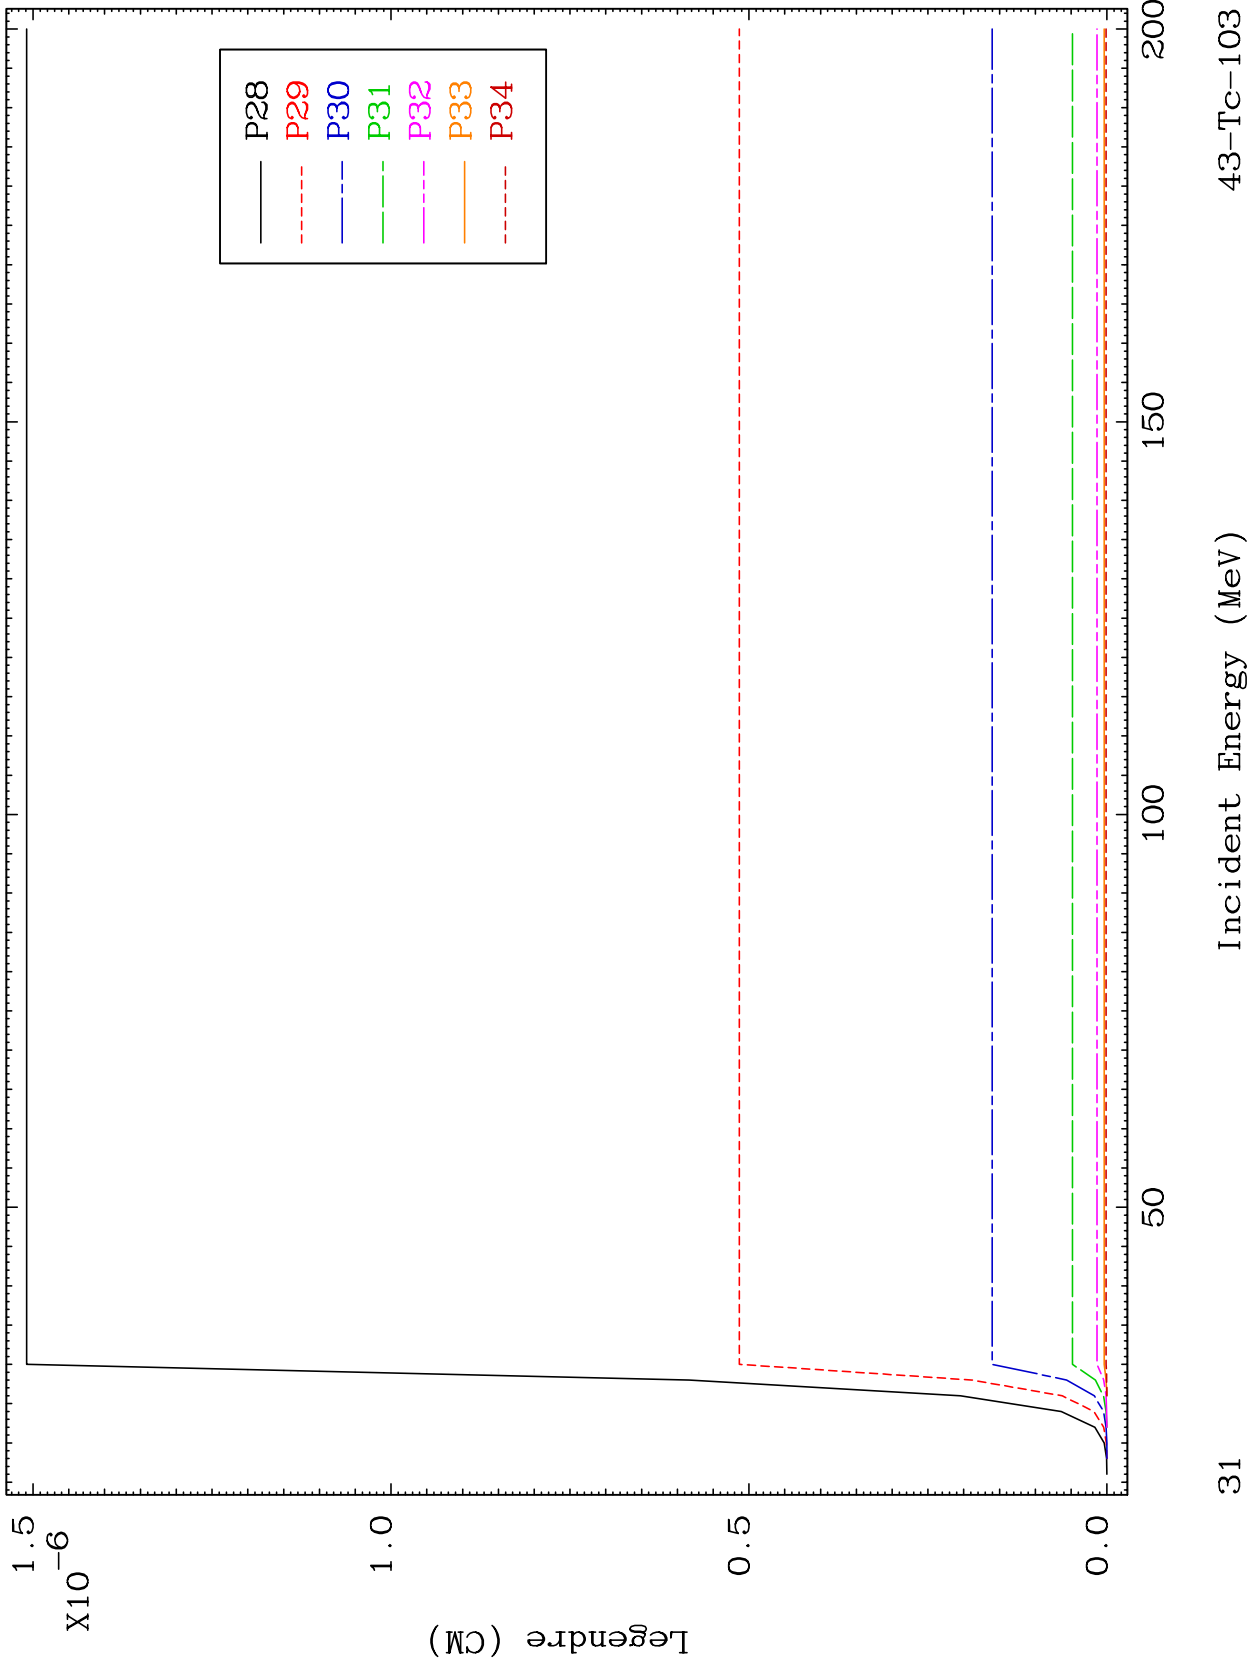 1.5
X10
-6
1.0
0.5
0.0
Legendre (CM)
P28
P29
P30
P31
P32
P33
P34
50
100
150
200
Incident Energy (MeV)
31
43-Tc-103